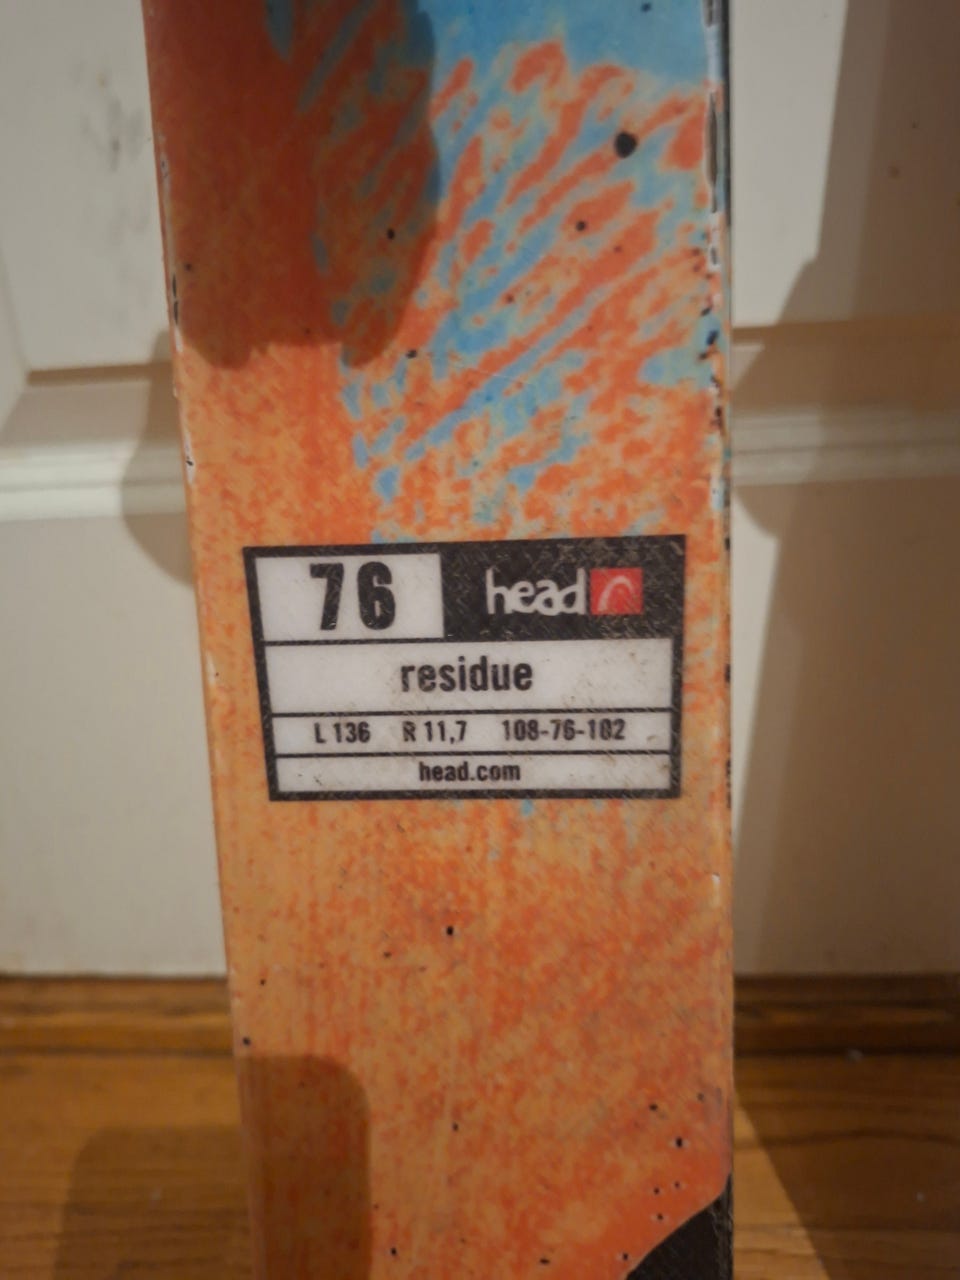 76 head
residue
L 136 R 11,7 108-76-102
head.com